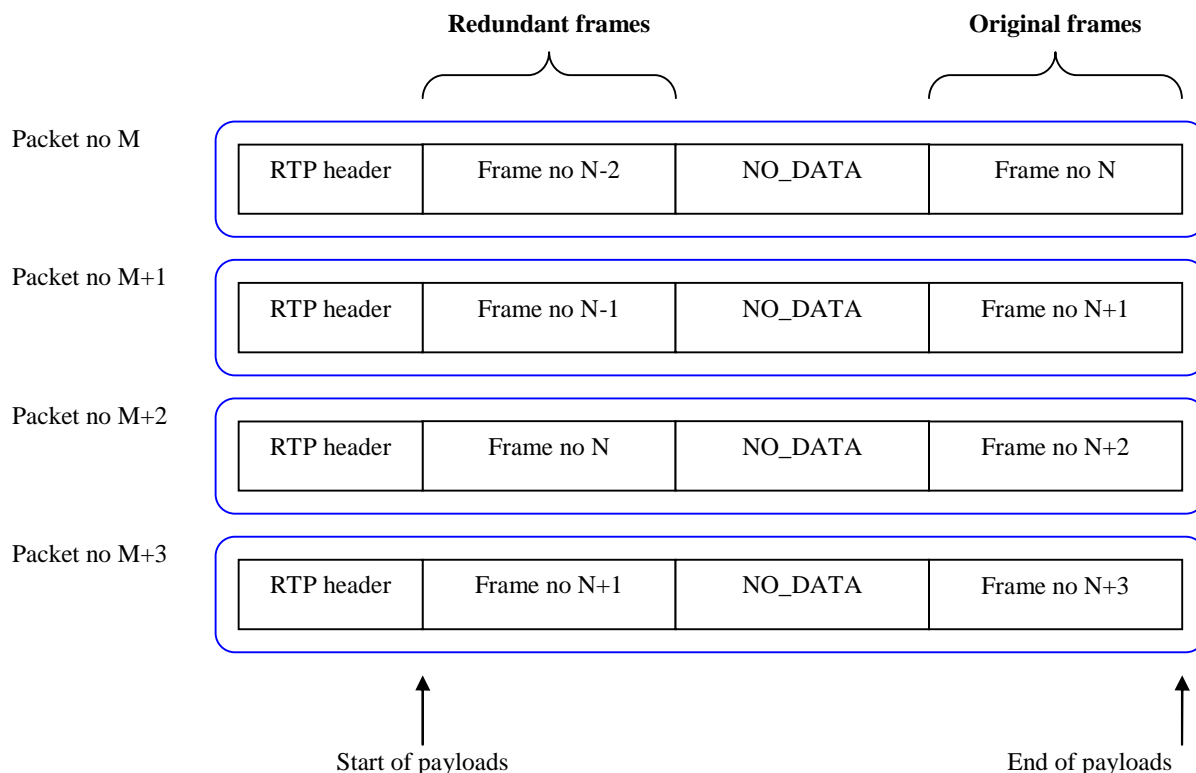 Redundant frames Original frames
Packet no M
RTP header Frame no N-2 NO_DATA Frame no N
Packet no M+1
RTP header Frame no N-1 NO_DATA Frame no N+1
Packet no M+2
RTP header Frame no N NO_DATA Frame no N+2
Packet no M+3
RTP header Frame no N+1 NO_DATA Frame no N+3
Start of payloads End of payloads